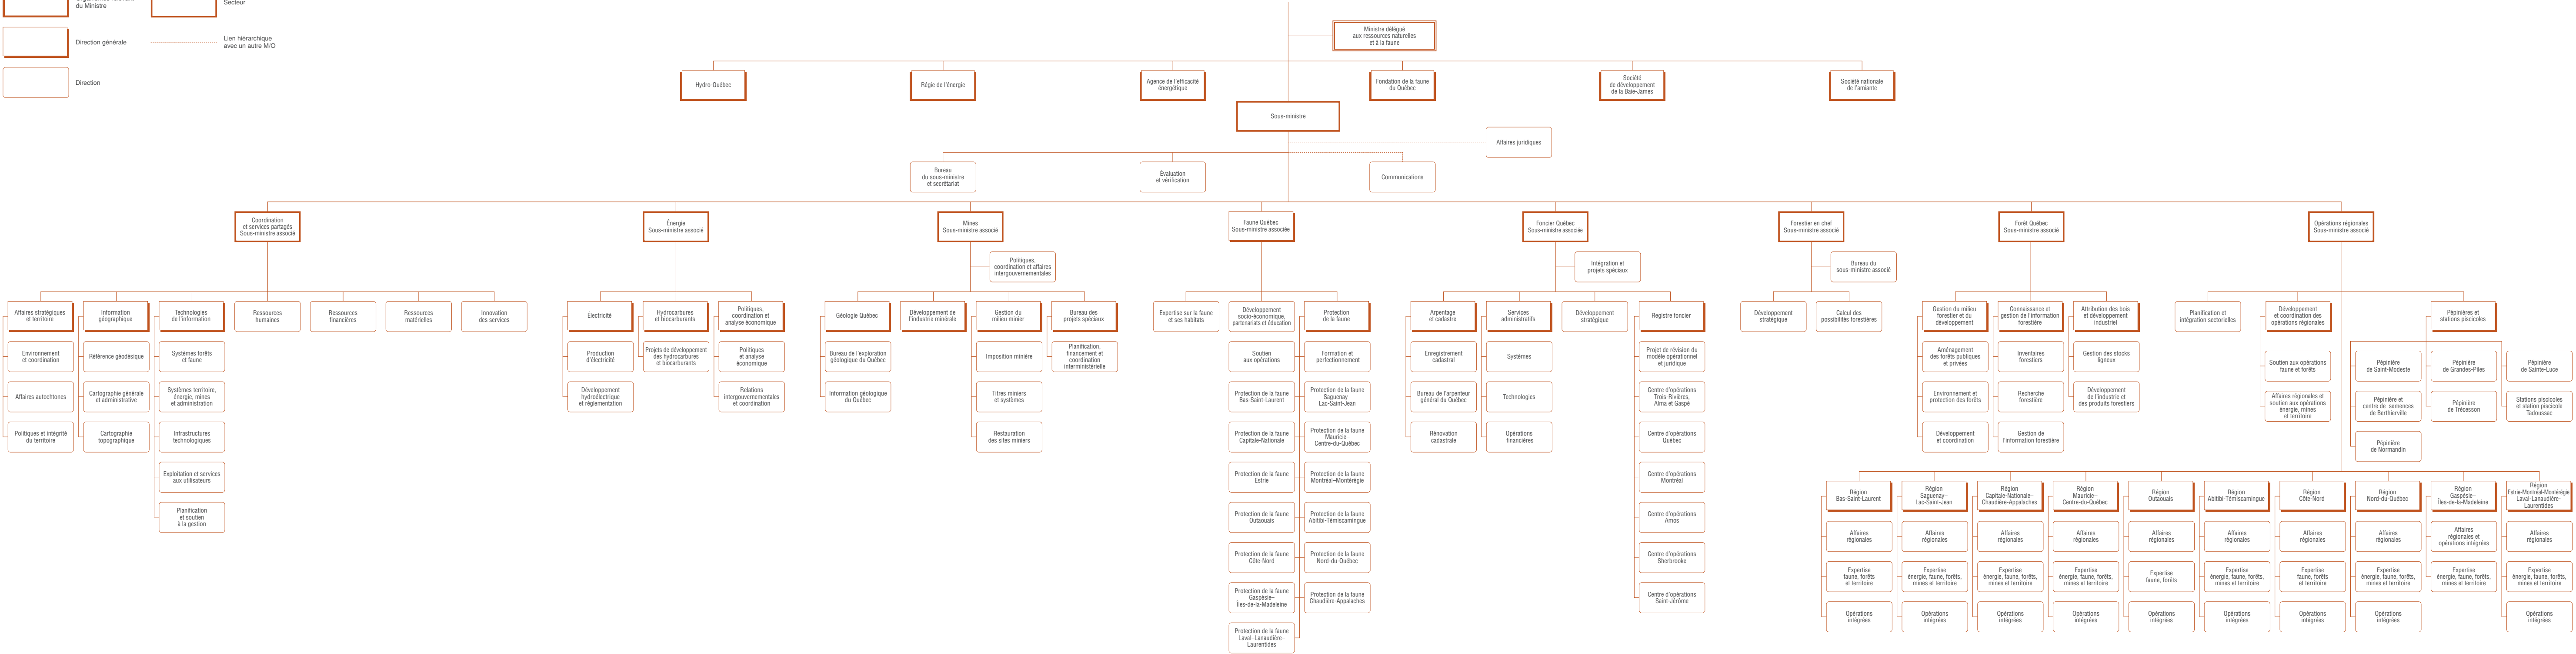 du Ministre
Secteur
Direction générale
Lien hiérarchique
avec un autre M/O
Direction
Ministre délégué
aux ressources naturelles
et à la faune
Hydro-Québec
Régie de l'énergie
Agence de l'efficacité
énergétique
Fondation de la faune
du Québec
Société
de développement
de la Baie-James
Société nationale
de l'amiante
Sous-ministre
Affaires juridiques
Bureau
du sous-ministre
et secrétariat
Évaluation
et vérification
Communications
Coordination
et services partagés
Sous-ministre associé
Énergie
Sous-ministre associé
Mines
Sous-ministre associé
Faune Québec
Sous-ministre associée
Foncier Québec
Sous-ministre associée
Forestier en chef
Sous-ministre associé
Forêt Québec
Sous-ministre associé
Opérations régionales
Sous-ministre associé
Politiques,
coordination et affaires
intergouvernementales
Intégration et
projets spéciaux
Bureau du
sous-ministre associé
Affaires stratégiques
et territoire
Information
géographique
Technologies
de l'information
Ressources
humaines
Ressources
financières
Ressources
matérielles
Innovation
des services
Électricité
Hydrocarbures
et biocarburants
Politiques,
coordination et
analyse économique
Géologie Québec
Développement de
l'industrie minérale
Gestion du
milieu minier
Bureau des
projets spéciaux
Expertise sur la faune
et ses habitats
Développement
socio-économique,
partenariats et éducation
Protection
de la faune
Arpentage
et cadastre
Services
administratifs
Développement
stratégique
Registre foncier
Développement
stratégique
Calcul des
possibilités forestières
Gestion du milieu
forestier et du
développement
Connaissance et
gestion de l'information
forestière
Attribution des bois
et développement
industriel
Planification et
intégration sectorielles
Développement
et coordination des
opérations régionales
Pépinières et
stations piscicoles
Environnement
et coordination
Référence géodésique
Systèmes forêts
et faune
Production
d'électricité
Projets de développement
des hydrocarbures
et biocarburants
Politiques
et analyse
économique
Bureau de l'exploration
géologique du Québec
Imposition minière
Planification,
financement et
coordination
interministérielle
Soutien
aux opérations
Formation et
perfectionnement
Enregistrement
cadastral
Systèmes
Projet de révision du
modèle opérationnel
et juridique
Aménagement
des forêts publiques
et privées
Inventaires
forestiers
Gestion des stocks
ligneux
Soutien aux opérations
faune et forêts
Pépinière
de Saint-Modeste
Pépinière
de Grandes-Piles
Pépinière
de Sainte-Luce
Affaires autochtones
Cartographie générale
et administrative
Systèmes territoire,
énergie, mines
et administration
Développement
hydroélectrique
et réglementation
Relations
intergouvernementales
et coordination
Information géologique
du Québec
Titres miniers
et systèmes
Protection de la faune
Bas-Saint-Laurent
Protection de la faune
Saguenay–
Lac-Saint-Jean
Bureau de l'arpenteur
général du Québec
Technologies
Centre d'opérations
Trois-Rivières,
Alma et Gaspé
Environnement et
protection des forêts
Recherche
forestière
Développement
de l'industrie et
des produits forestiers
Affaires régionales et
soutien aux opérations
énergie, mines
et territoire
Pépinière et
centre de semences
de Berthierville
Pépinière
de Trécesson
Stations piscicoles
et station piscicole
Tadoussac
Politiques et intégrité
du territoire
Cartographie
topographique
Infrastructures
technologiques
Restauration
des sites miniers
Protection de la faune
Capitale-Nationale
Protection de la faune
Mauricie–
Centre-du-Québec
Rénovation
cadastrale
Opérations
financières
Centre d'opérations
Québec
Développement
et coordination
Gestion de
l'information forestière
Pépinière
de Normandin
Exploitation et services
aux utilisateurs
Protection de la faune
Estrie
Protection de la faune
Montréal–Montérégie
Centre d'opérations
Montréal
Planification
et soutien
à la gestion
Protection de la faune
Outaouais
Protection de la faune
Abitibi-Témiscamingue
Centre d'opérations
Amos
Protection de la faune
Côte-Nord
Protection de la faune
Nord-du-Québec
Centre d'opérations
Sherbrooke
Protection de la faune
Gaspésie–
Îles-de-la-Madeleine
Protection de la faune
Chaudière-Appalaches
Centre d'opérations
Saint-Jérôme
Protection de la faune
Laval–Lanaudière–
Laurentides
Région
Bas-Saint-Laurent
Région
Saguenay–
Lac-Saint-Jean
Région
Capitale-Nationale–
Chaudière-Appalaches
Région
Mauricie–
Centre-du-Québec
Région
Outaouais
Région
Abitibi-Témiscamingue
Région
Côte-Nord
Région
Nord-du-Québec
Région
Gaspésie–
Îles-de-la-Madeleine
Région
Estrie-Montréal-Montérégie
Laval-Lanaudière-
Laurentides
Affaires
régionales
Affaires
régionales
Affaires
régionales
Affaires
régionales
Affaires
régionales
Affaires
régionales
Affaires
régionales
Affaires
régionales
Affaires
régionales et
opérations intégrées
Affaires
régionales
Expertise
faune, forêts
et territoire
Expertise
énergie, faune, forêts,
mines et territoire
Expertise
énergie, faune, forêts,
mines et territoire
Expertise
énergie, faune, forêts,
mines et territoire
Expertise
faune, forêts
Expertise
énergie, faune, forêts,
mines et territoire
Expertise
faune, forêts
et territoire
Expertise
énergie, faune, forêts,
mines et territoire
Expertise
énergie, faune, forêts,
mines et territoire
Expertise
énergie, faune, forêts,
mines et territoire
Opérations
intégrées
Opérations
intégrées
Opérations
intégrées
Opérations
intégrées
Opérations
intégrées
Opérations
intégrées
Opérations
intégrées
Opérations
intégrées
Opérations
intégrées